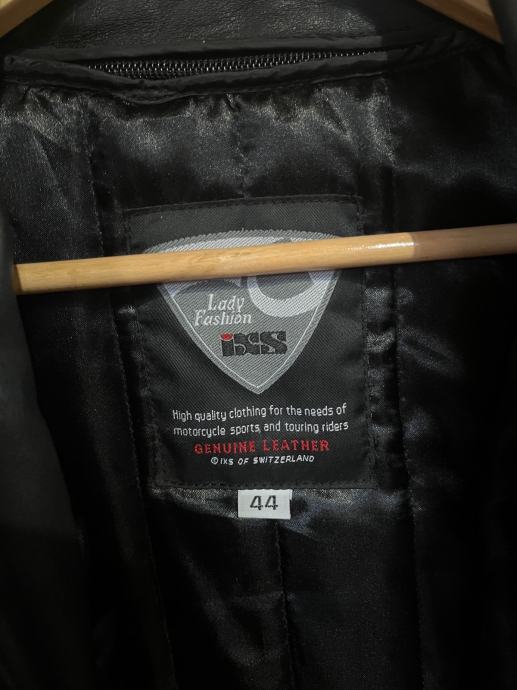 Lady
Fashion
iXS
High quality clothing for the needs of
motorcycle sports, and touring riders
GENUINE LEATHER
© IXS OF SWITZERLAND
44